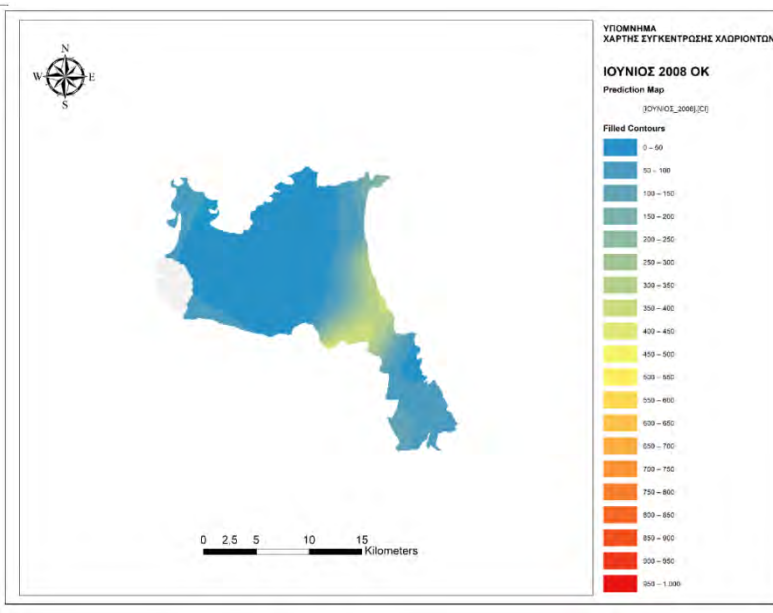 ΥΠΟΜΝΗΜΑ
ΧΑΡΤΗΣ ΣΥΓΚΕΝΤΡΩΣΗΣ ΧΛΩΡΙΟΝΤΩΝ
ΙΟΥΝΙΟΣ 2008 ΟΚ
Prediction Map
[ΙΟΥΝΙΟΣ_2008].[Cl]
Filled Contours
0 – 50
50 – 100
100 – 150
150 – 200
200 – 250
250 – 300
300 – 350
350 – 400
400 – 450
450 – 500
500 – 550
550 – 600
600 – 650
650 – 700
700 – 750
750 – 800
800 – 850
850 – 900
900 – 950
950 – 1.000
N
W E
S
0 2,5 5 10 15
Kilometers